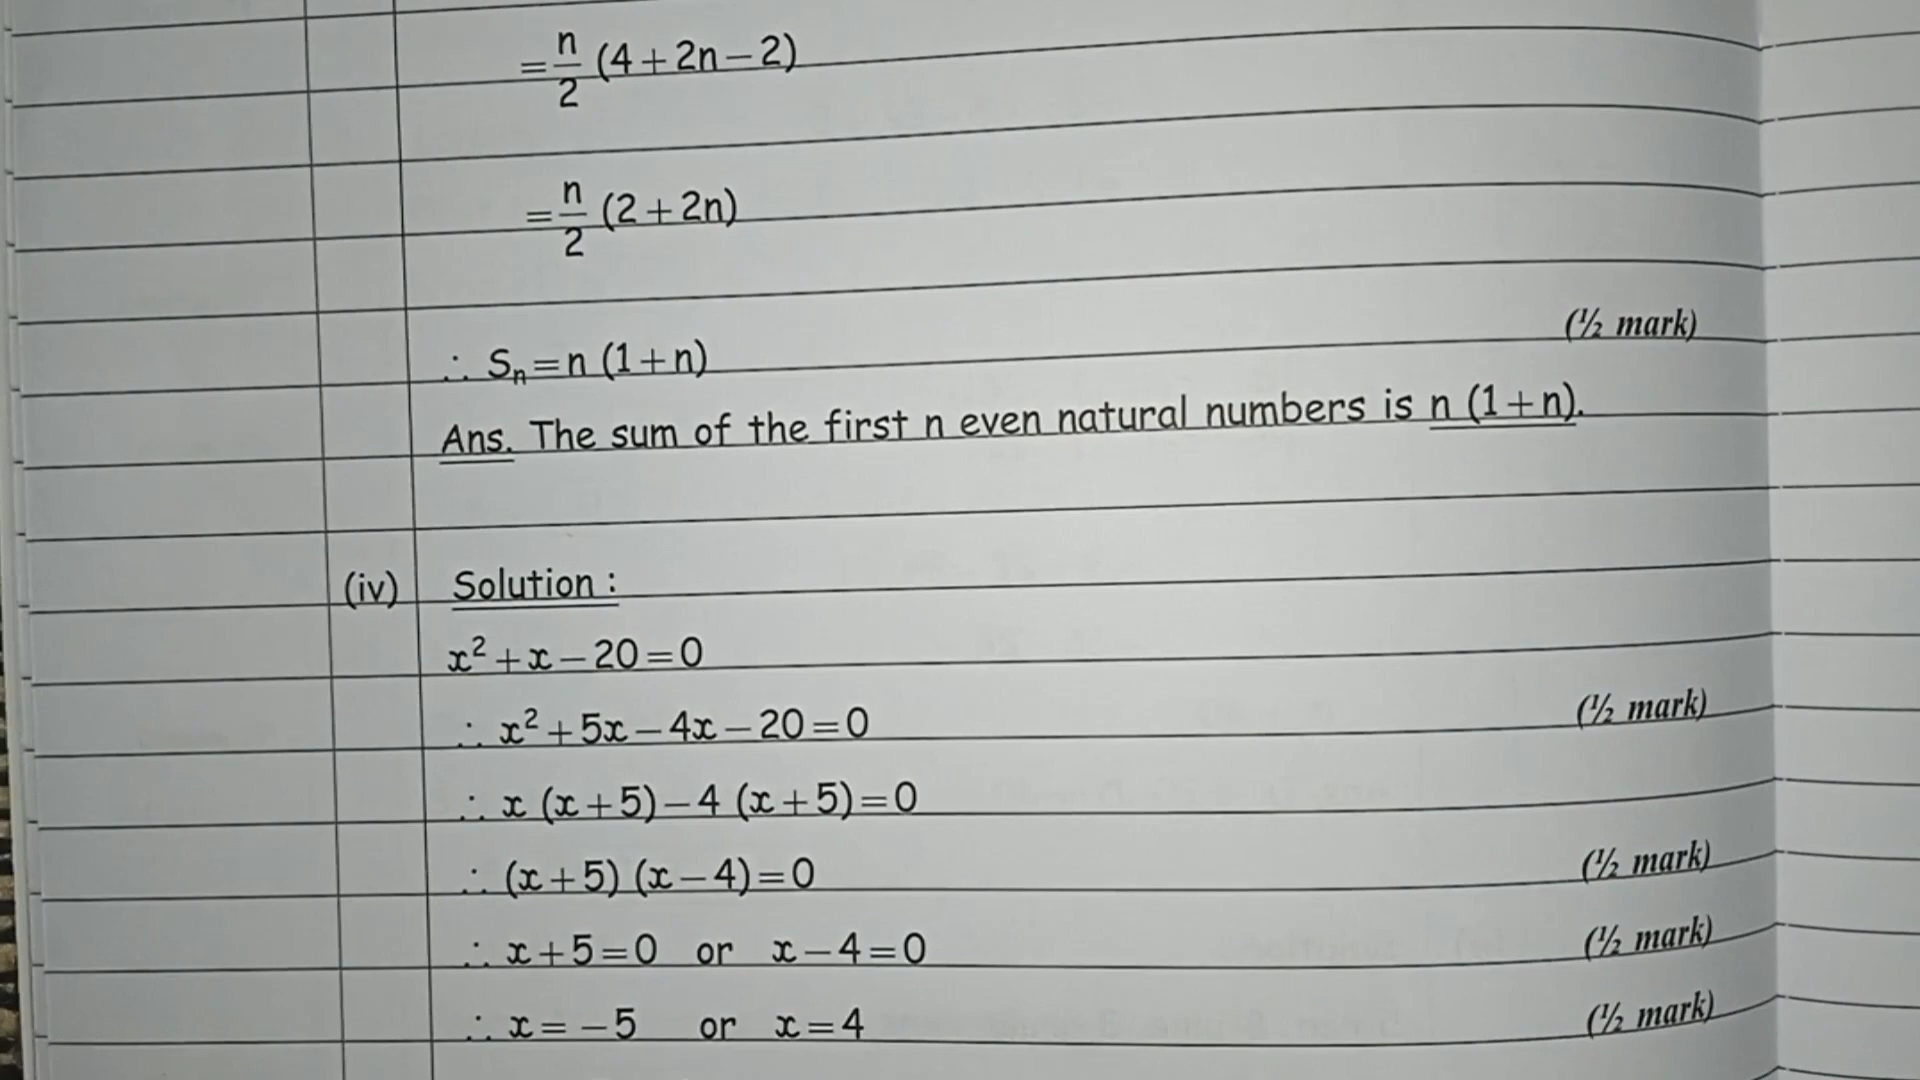 = n/2 (4 + 2n − 2)
= n/2 (2 + 2n)
∴ Sₙ = n (1 + n) (½ mark)
Ans. The sum of the first n even natural numbers is n (1 + n).
(iv) Solution :
x² + x − 20 = 0
∴ x² + 5x − 4x − 20 = 0 (½ mark)
∴ x (x + 5) − 4 (x + 5) = 0
∴ (x + 5) (x − 4) = 0 (½ mark)
∴ x + 5 = 0 or x − 4 = 0 (½ mark)
∴ x = − 5 or x = 4 (½ mark)